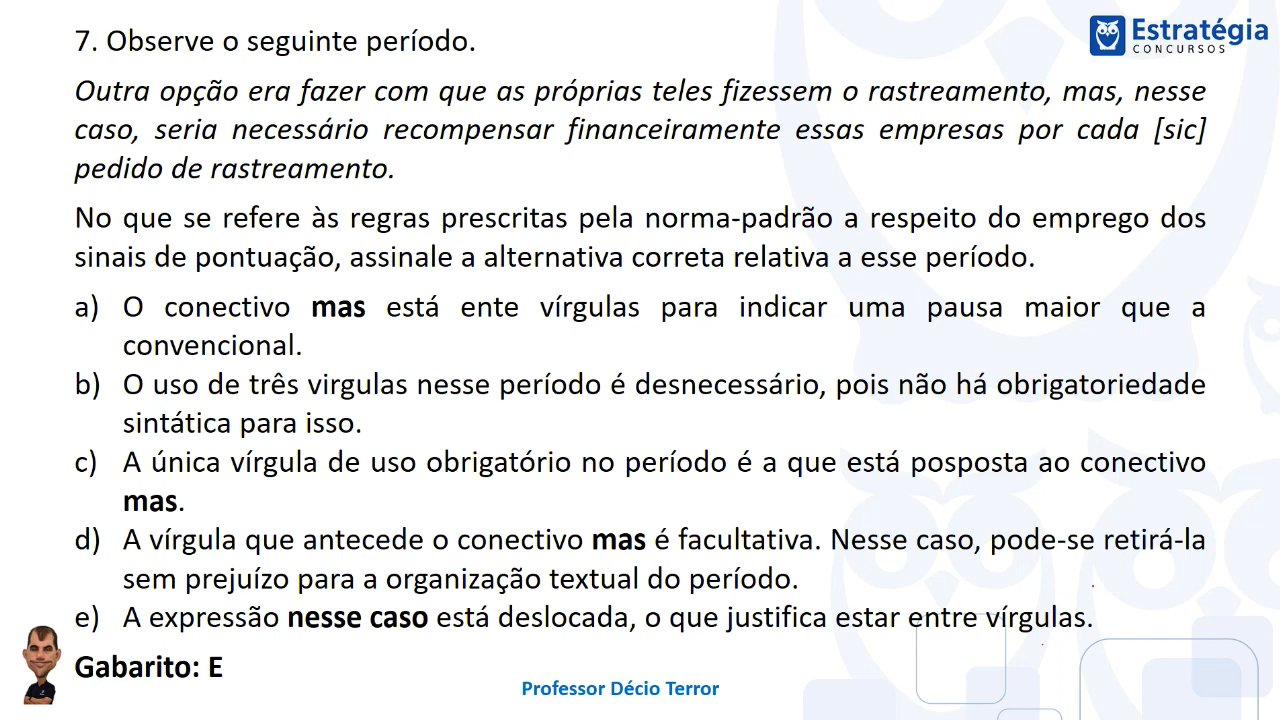 7. Observe o seguinte período.
Estratégia
CONCURSOS
Outra opção era fazer com que as próprias teles fizessem o rastreamento, mas, nesse
caso, seria necessário recompensar financeiramente essas empresas por cada [sic]
pedido de rastreamento.
No que se refere às regras prescritas pela norma-padrão a respeito do emprego dos
sinais de pontuação, assinale a alternativa correta relativa a esse período.
a) O conectivo mas está ente vírgulas para indicar uma pausa maior que a
convencional.
b) O uso de três virgulas nesse período é desnecessário, pois não há obrigatoriedade
sintática para isso.
c) A única vírgula de uso obrigatório no período é a que está posposta ao conectivo
mas.
d) A vírgula que antecede o conectivo mas é facultativa. Nesse caso, pode-se retirá-la
sem prejuízo para a organização textual do período.
e) A expressão nesse caso está deslocada, o que justifica estar entre vírgulas.
Gabarito: E
Professor Décio Terror